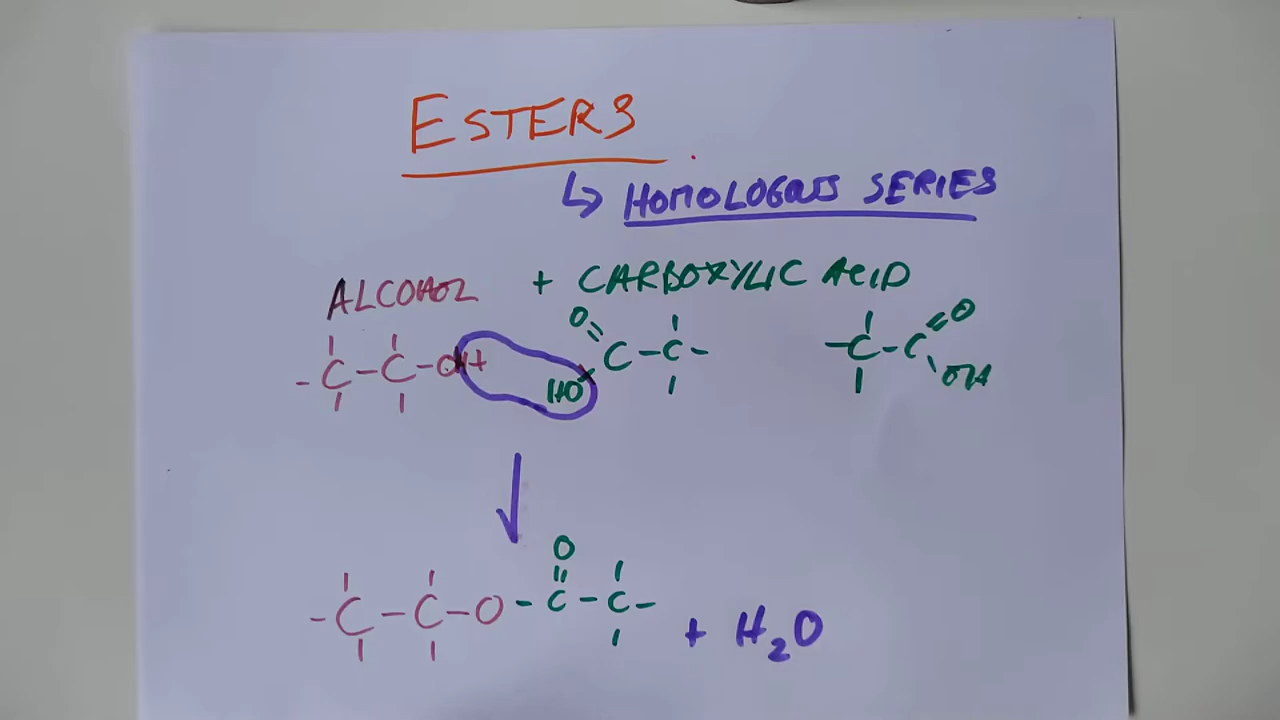 ESTERS
↳ HOMOLOGOUS SERIES
ALCOHOL + CARBOXYLIC ACID
O O
-C-C-OH HO C-C- -C-C OH
O
-C-C-O-C-C- + H₂O